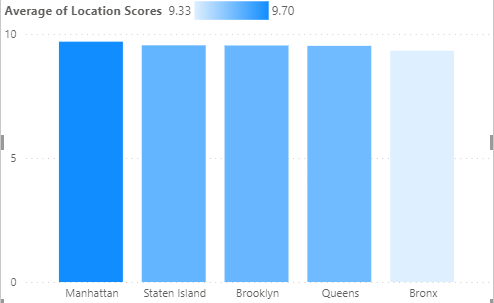 Average of Location Scores 9.33 9.70
10
5
0
Manhattan Staten Island Brooklyn Queens Bronx